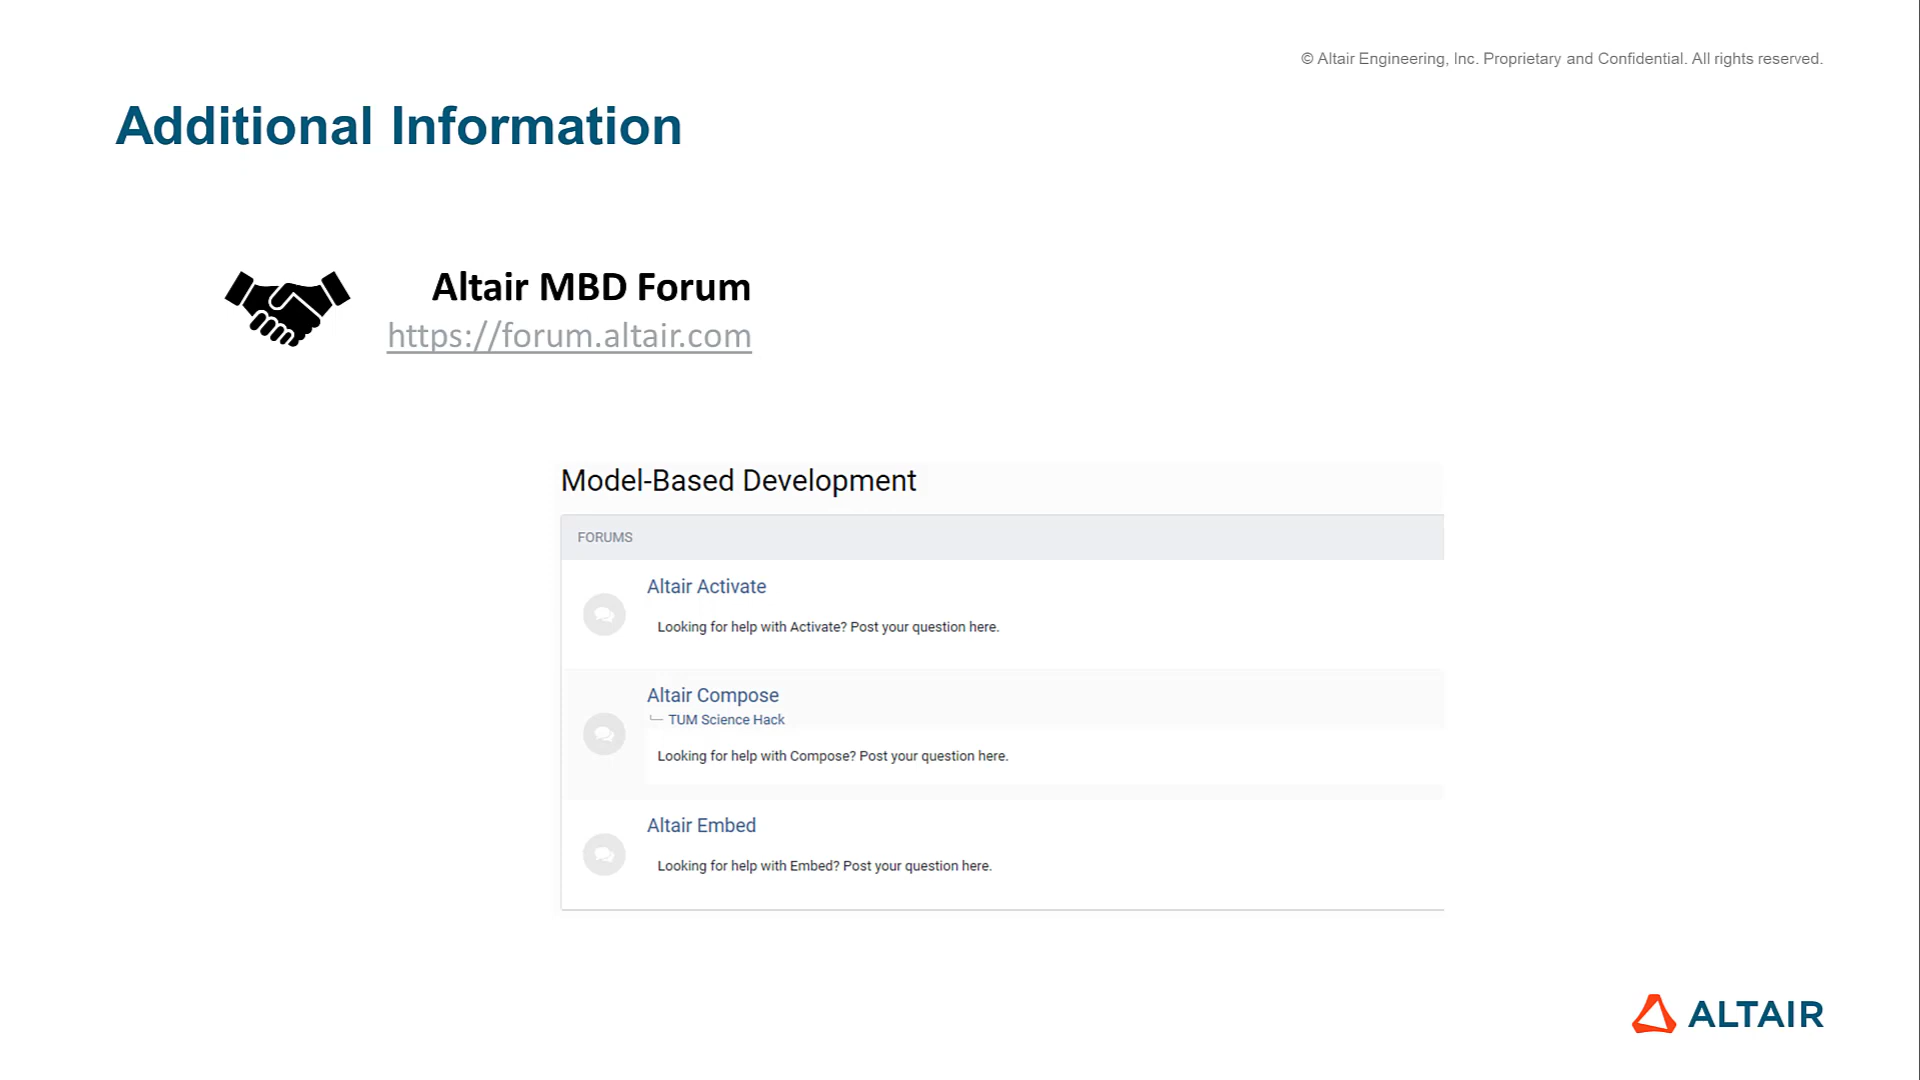 © Altair Engineering, Inc. Proprietary and Confidential. All rights reserved.
Additional Information
Altair MBD Forum
https://forum.altair.com
Model-Based Development
FORUMS
Altair Activate
Looking for help with Activate? Post your question here.
Altair Compose
TUM Science Hack
Looking for help with Compose? Post your question here.
Altair Embed
Looking for help with Embed? Post your question here.
ALTAIR